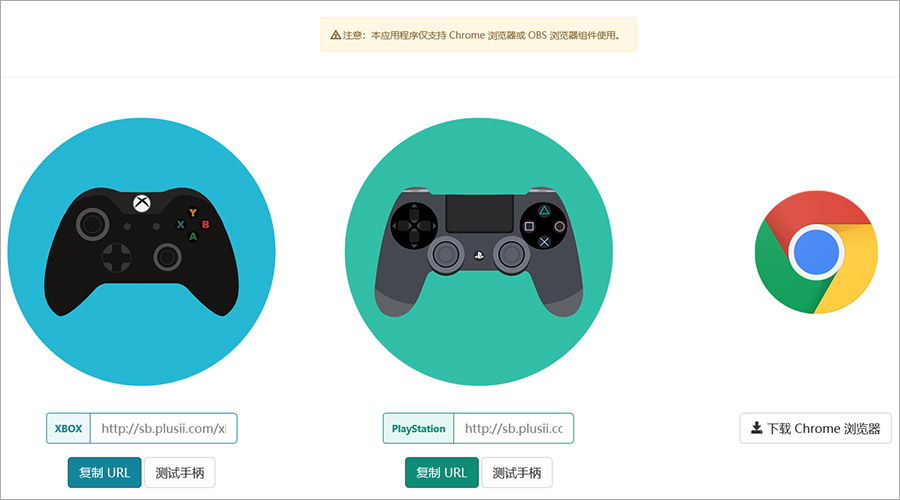 注意：本应用程序仅支持 Chrome 浏览器或 OBS 浏览器组件使用。
Y
X B
A
XBOX http://sb.plusii.com/x
PlayStation http://sb.plusii.cc
下载 Chrome 浏览器
复制 URL 测试手柄
复制 URL 测试手柄